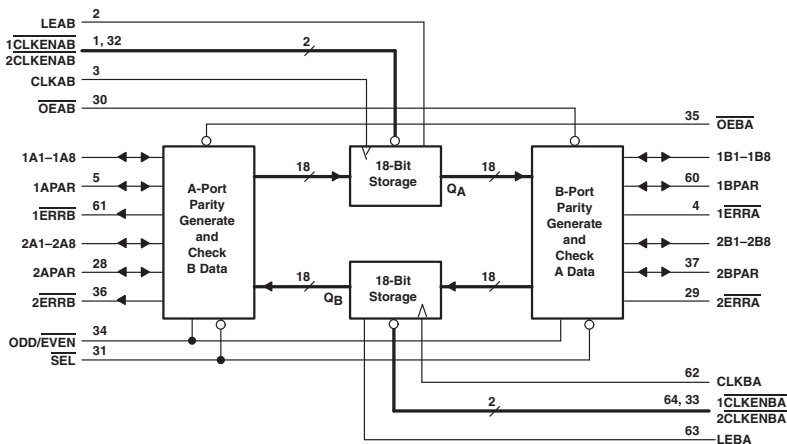 LEAB 2
1CLKENAB 1, 32 2
2CLKENAB
CLKAB 3
OEAB 30
35 OEBA
1A1–1A8
1APAR 5
1ERRB 61
2A1–2A8
2APAR 28
2ERRB 36
ODD/EVEN 34
SEL 31
A-Port
Parity
Generate
and
Check
B Data
18
18-Bit
Storage
QA
18
18
QB
18-Bit
Storage
18
B-Port
Parity
Generate
and
Check
A Data
1B1–1B8
60 1BPAR
4 1ERRA
2B1–2B8
37 2BPAR
29 2ERRA
62 CLKBA
2 64, 33 1CLKENBA
2CLKENBA
63 LEBA